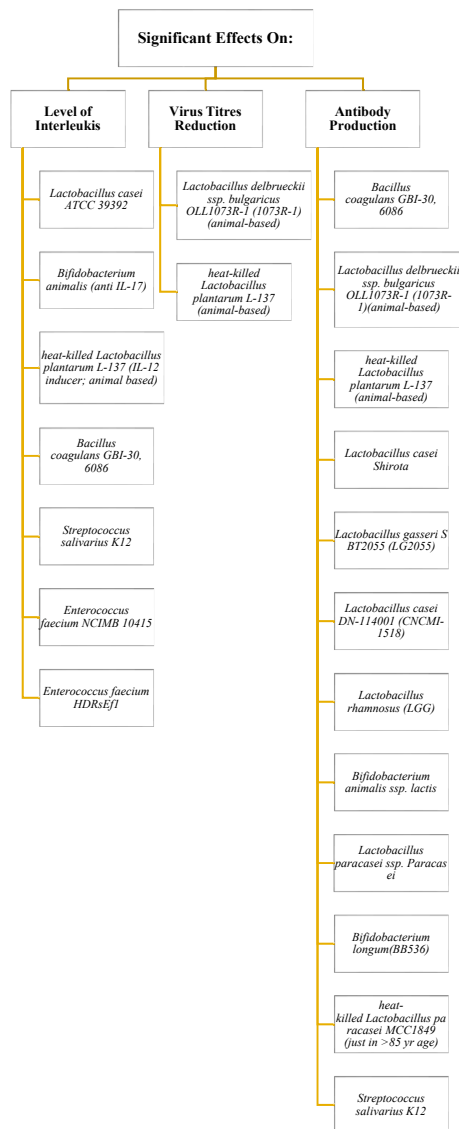 Significant Effects On:
Level of
Interleukis
Lactobacillus casei
ATCC 39392
Bifidobacterium
animalis (anti IL-17)
heat-killed Lactobacillus
plantarum L-137 (IL-12
inducer; animal based)
Bacillus
coagulans GBI-30,
6086
Streptococcus
salivarius K12
Enterococcus
faecium NCIMB 10415
Enterococcus faecium
HDRsEf1
Virus Titres
Reduction
Lactobacillus delbrueckii
ssp. bulgaricus
OLL1073R-1 (1073R-1)
(animal-based)
heat-killed
Lactobacillus
plantarum L-137
(animal-based)
Antibody
Production
Bacillus
coagulans GBI-30,
6086
Lactobacillus delbrueckii
ssp. bulgaricus
OLL1073R-1 (1073R-
1)(animal-based)
heat-killed
Lactobacillus
plantarum L-137
(animal-based)
Lactobacillus casei
Shirota
Lactobacillus gasseri S
BT2055 (LG2055)
Lactobacillus casei
DN-114001 (CNCMI-
1518)
Lactobacillus
rhamnosus (LGG)
Bifidobacterium
animalis ssp. lactis
Lactobacillus
paracasei ssp. Paracas
ei
Bifidobacterium
longum(BB536)
heat-
killed Lactobacillus pa
racasei MCC1849
(just in >85 yr age)
Streptococcus
salivarius K12